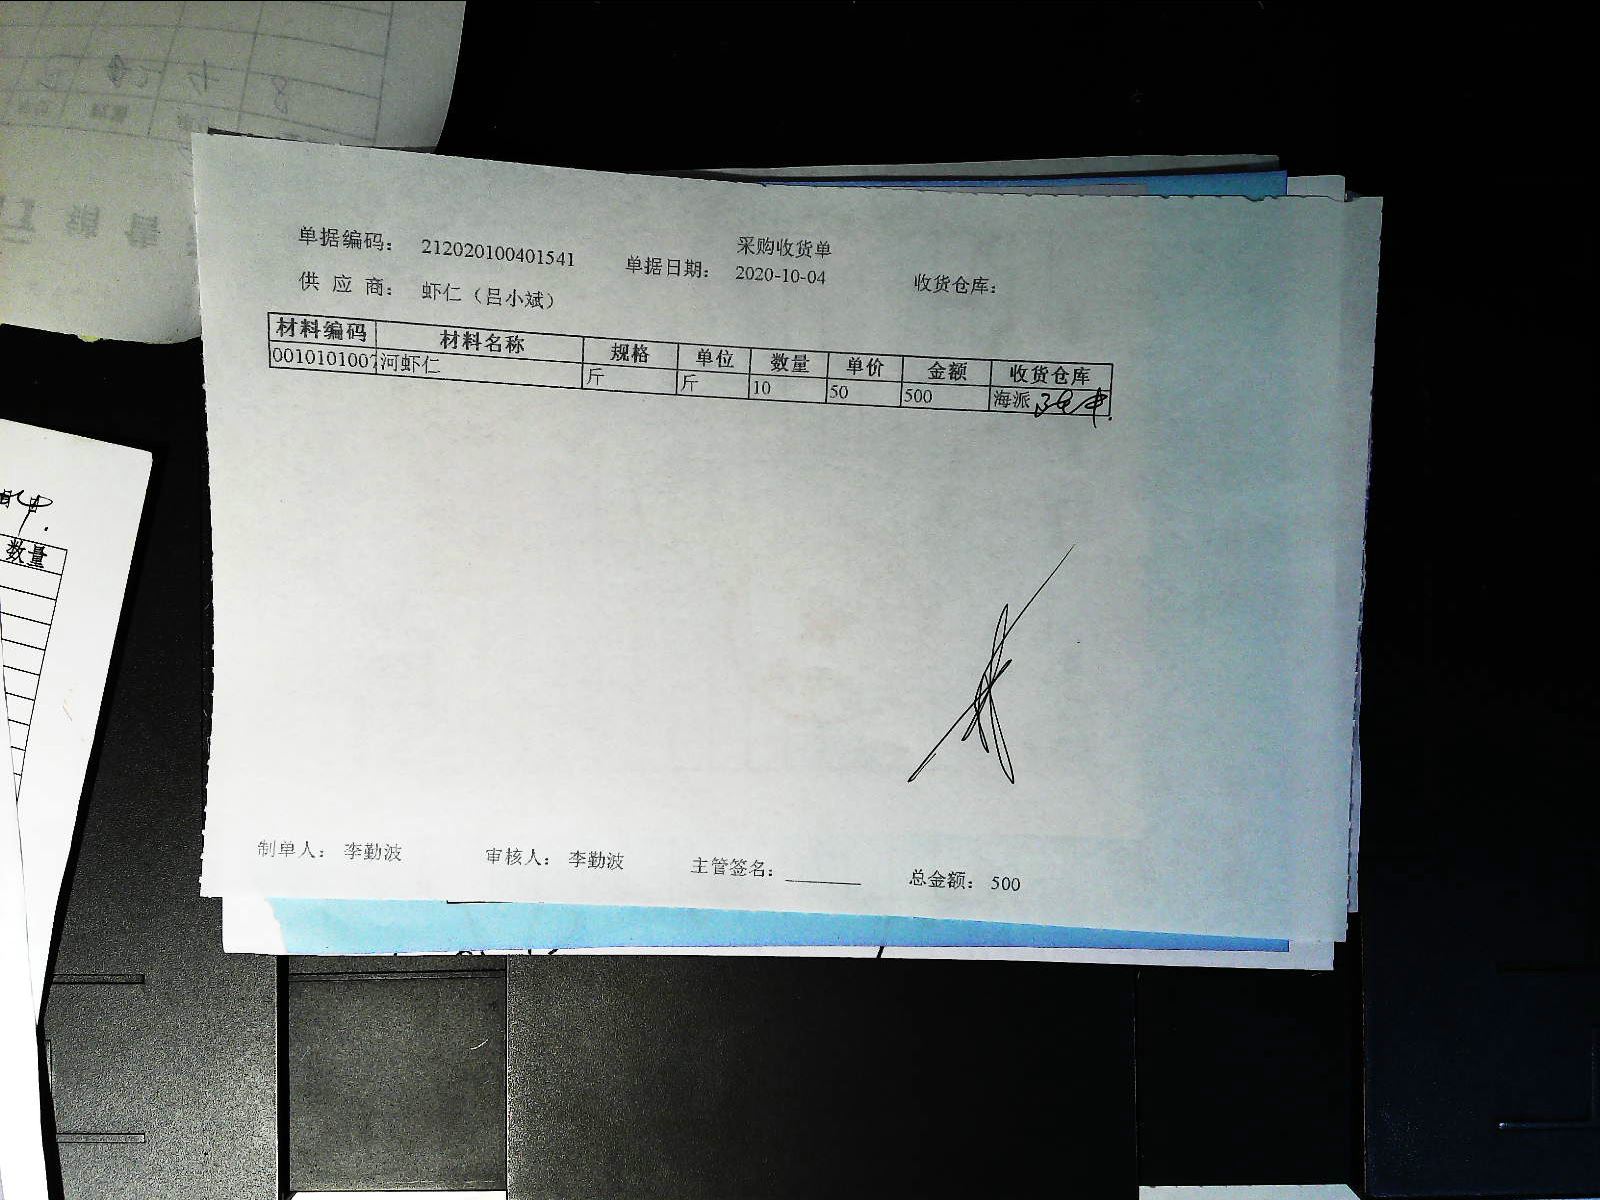 采购收货单
单据编码： 212020100401541 单据日期： 2020-10-04 收货仓库：
供 应 商： 虾仁（吕小斌）
材料编码 材料名称 规格 单位 数量 单价 金额 收货仓库
0010101007 河虾仁 斤 斤 10 50 500 海派
制单人： 李勤波 审核人： 李勤波 主管签名： 总金额： 500
数量